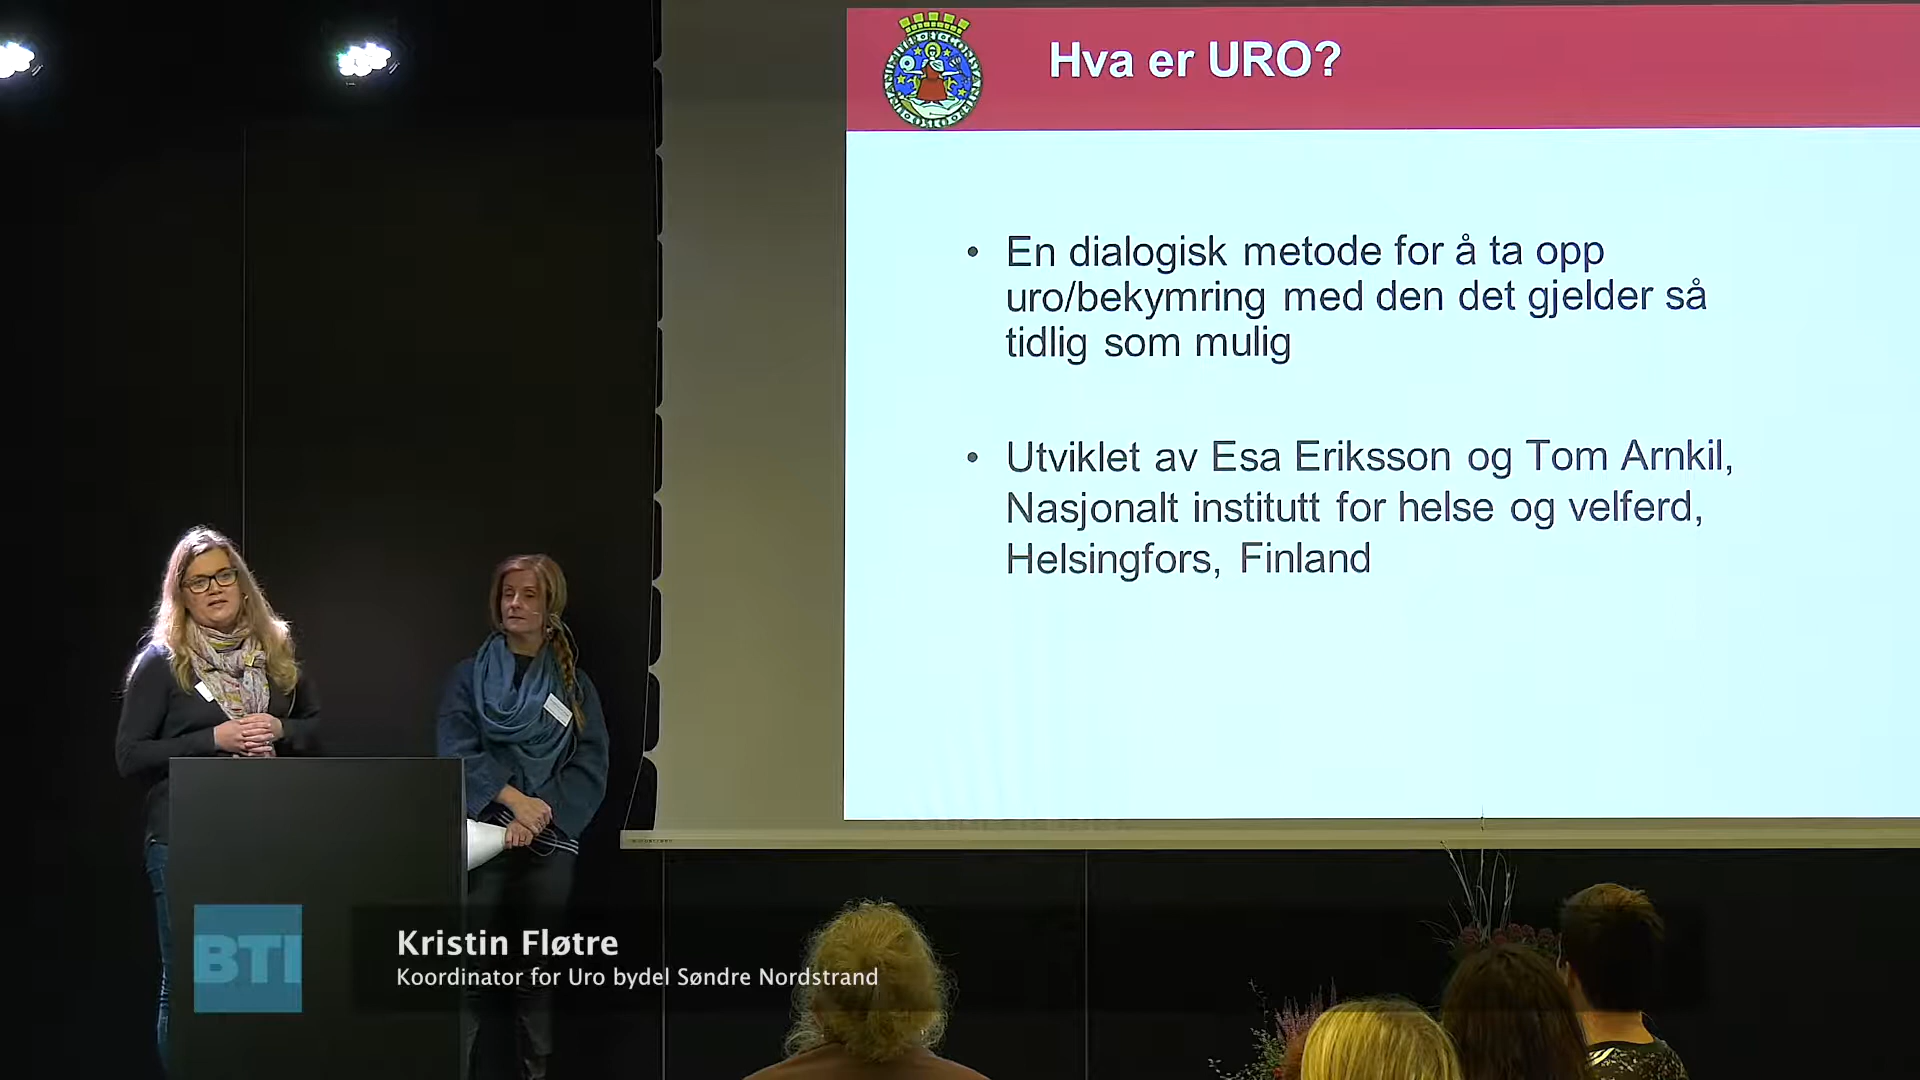 Hva er URO?
• En dialogisk metode for å ta opp
uro/bekymring med den det gjelder så
tidlig som mulig
• Utviklet av Esa Eriksson og Tom Arnkil,
Nasjonalt institutt for helse og velferd,
Helsingfors, Finland
BTI
Kristin Fløtre
Koordinator for Uro bydel Søndre Nordstrand